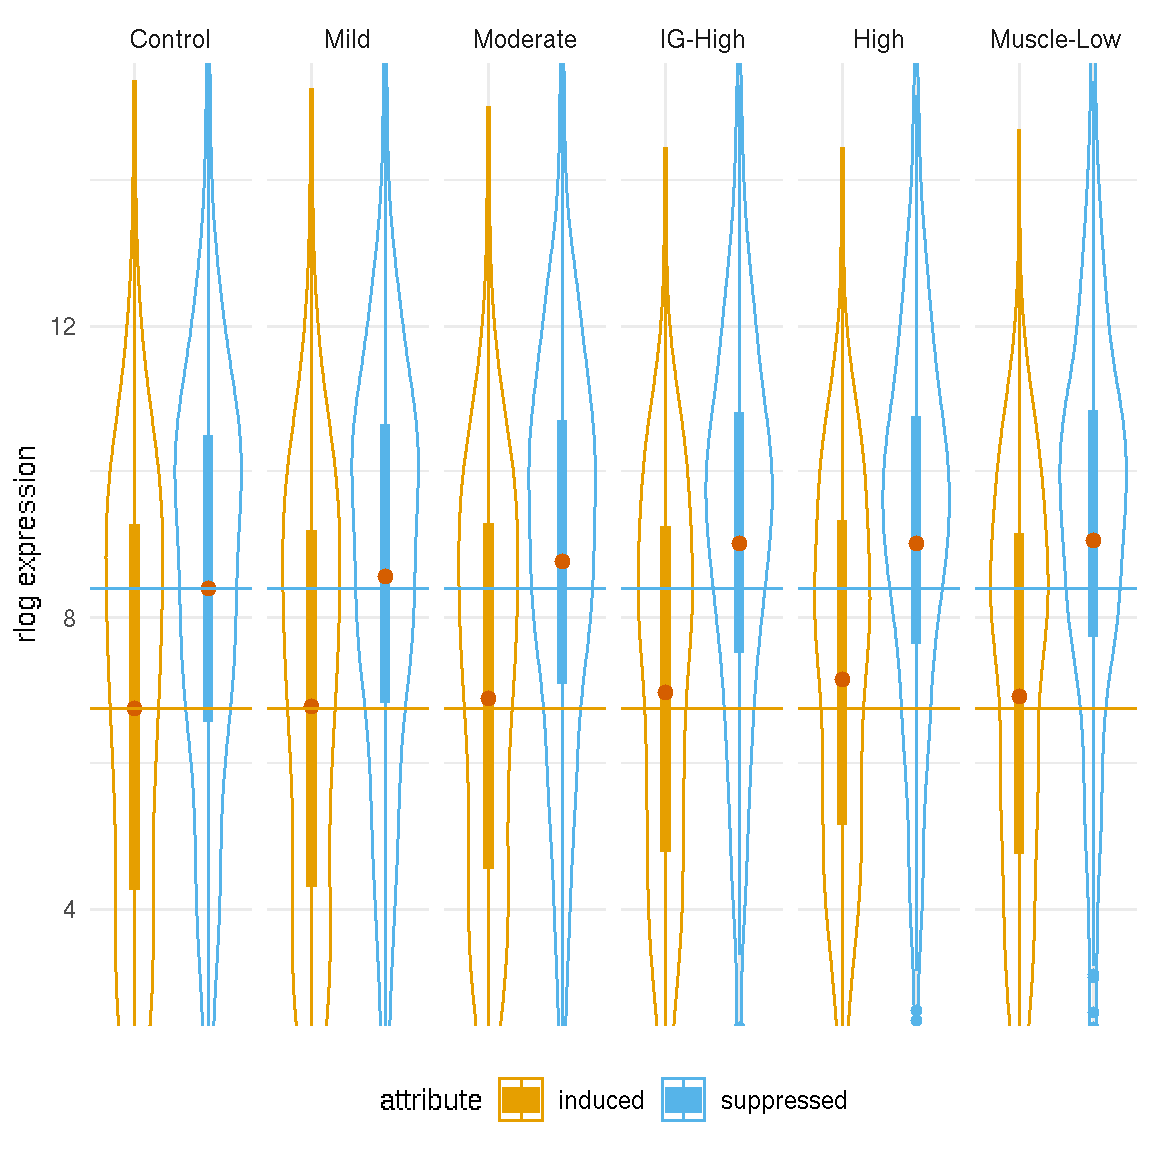 Control Mild Moderate IG-High High Muscle-Low
rlog expression
12
8
4
attribute induced suppressed